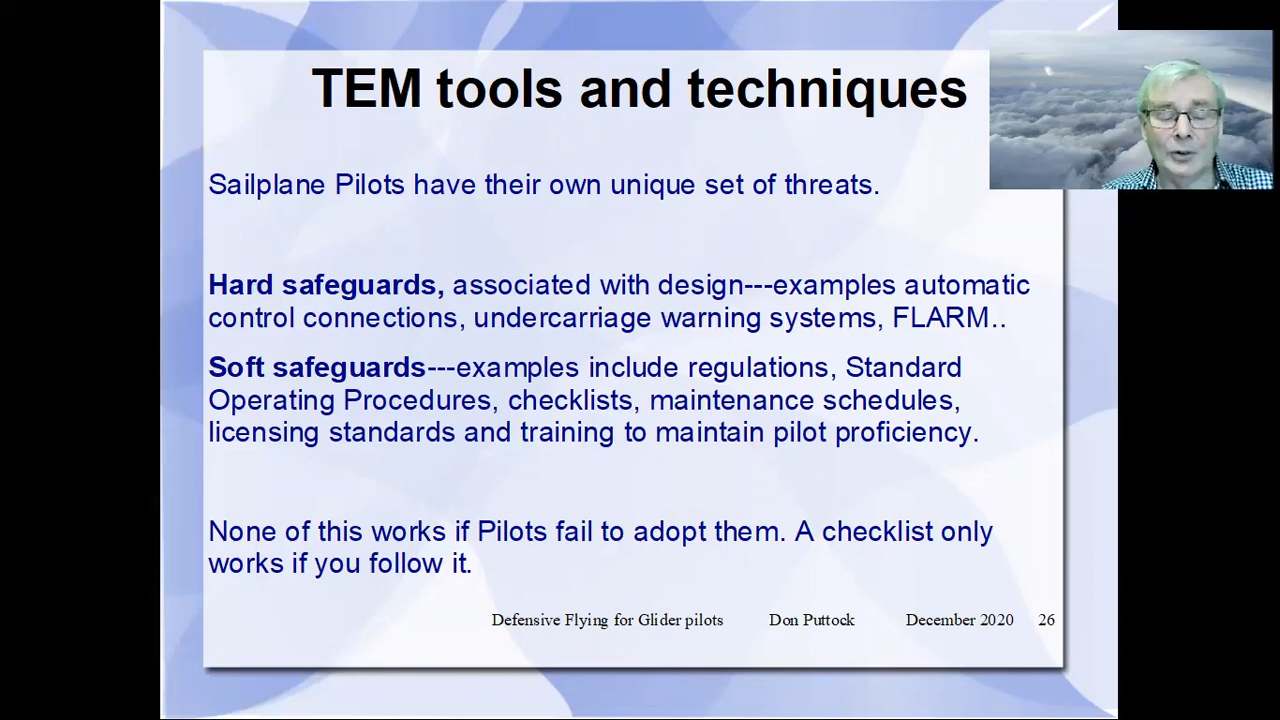 TEM tools and techniques
Sailplane Pilots have their own unique set of threats.
Hard safeguards, associated with design---examples automatic
control connections, undercarriage warning systems, FLARM..
Soft safeguards---examples include regulations, Standard
Operating Procedures, checklists, maintenance schedules,
licensing standards and training to maintain pilot proficiency.
None of this works if Pilots fail to adopt them. A checklist only
works if you follow it.
Defensive Flying for Glider pilots Don Puttock December 2020 26